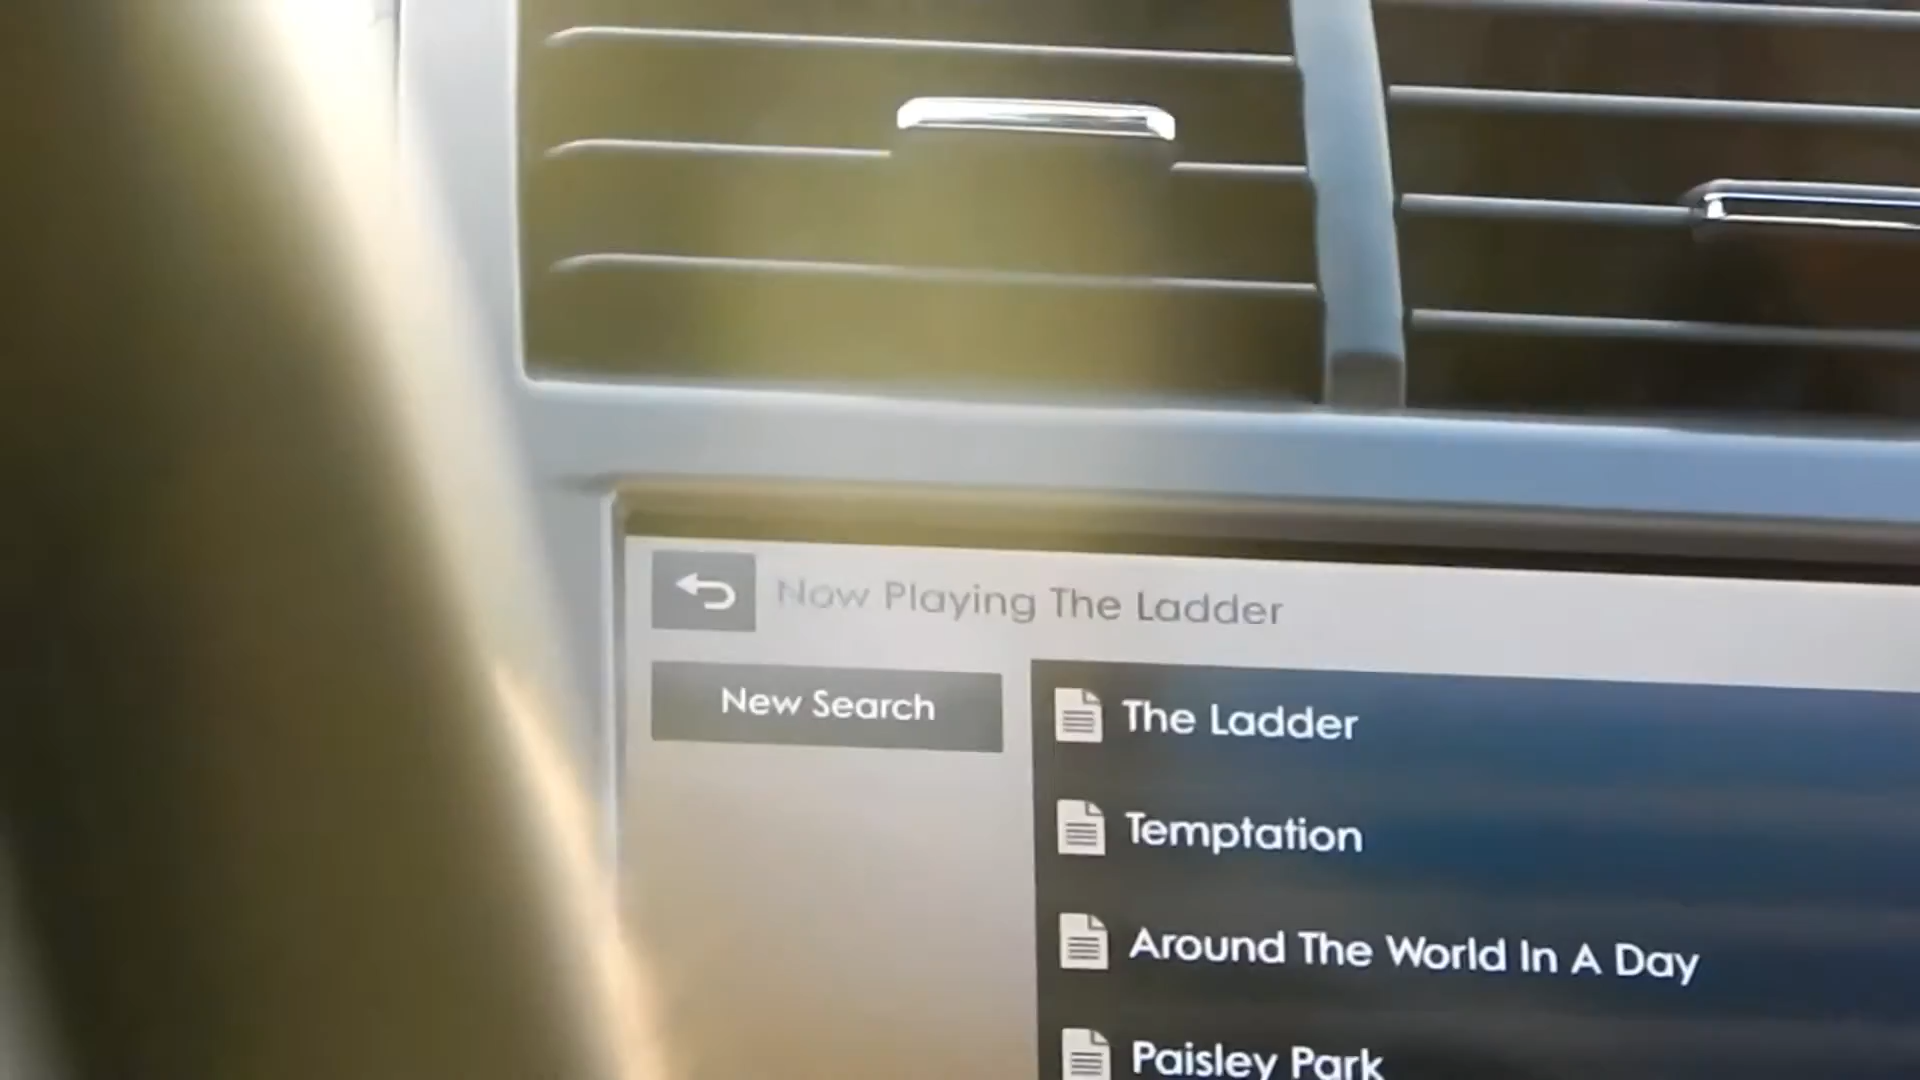 Now Playing The Ladder
New Search
The Ladder
Temptation
Around The World In A Day
Paisley Park